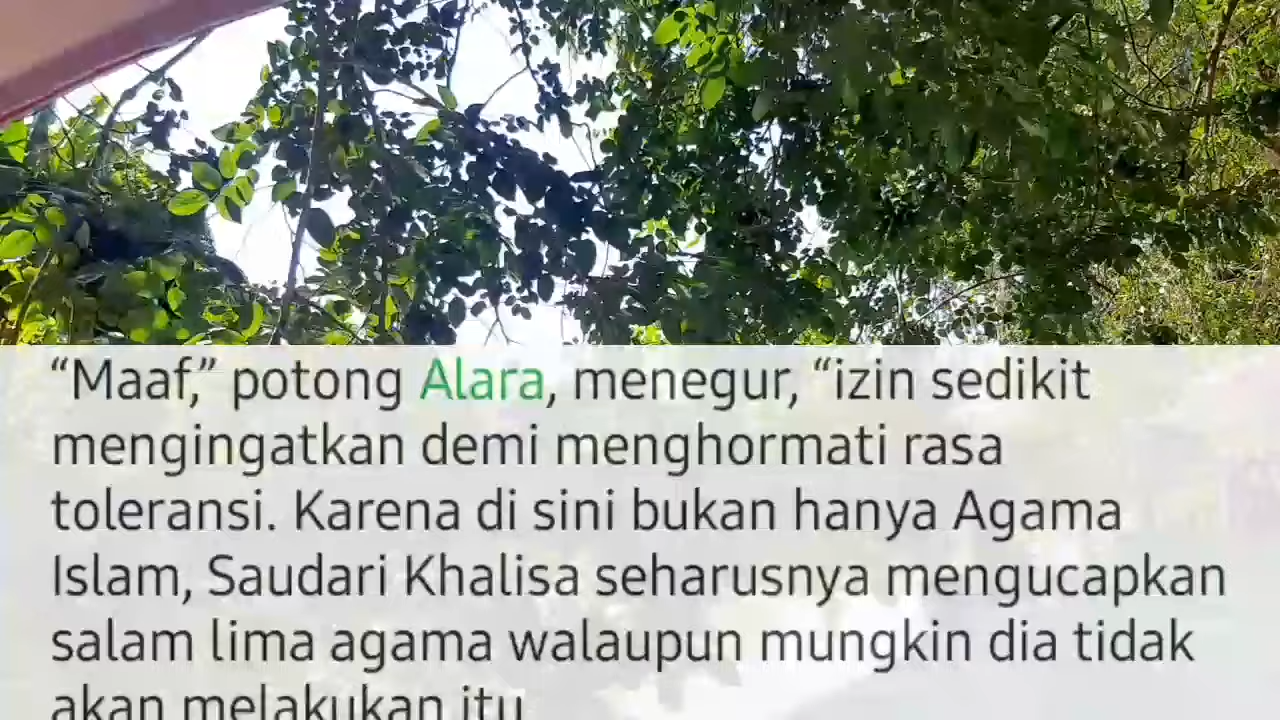 “Maaf,” potong Alara, menegur, “izin sedikit
mengingatkan demi menghormati rasa
toleransi. Karena di sini bukan hanya Agama
Islam, Saudari Khalisa seharusnya mengucapkan
salam lima agama walaupun mungkin dia tidak
akan melakukan itu